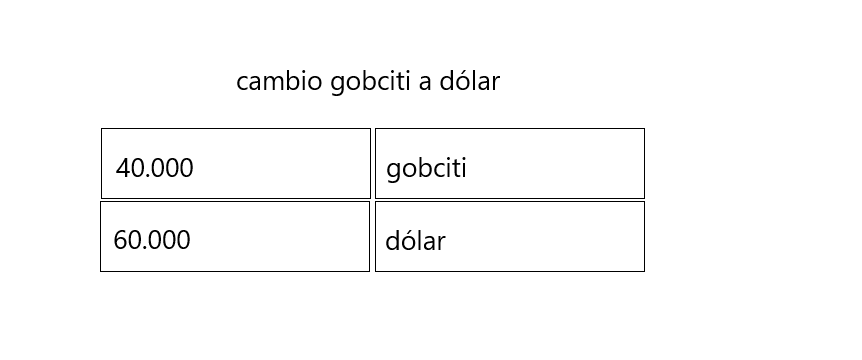 cambio gobciti a dólar
40.000 gobciti
60.000 dólar